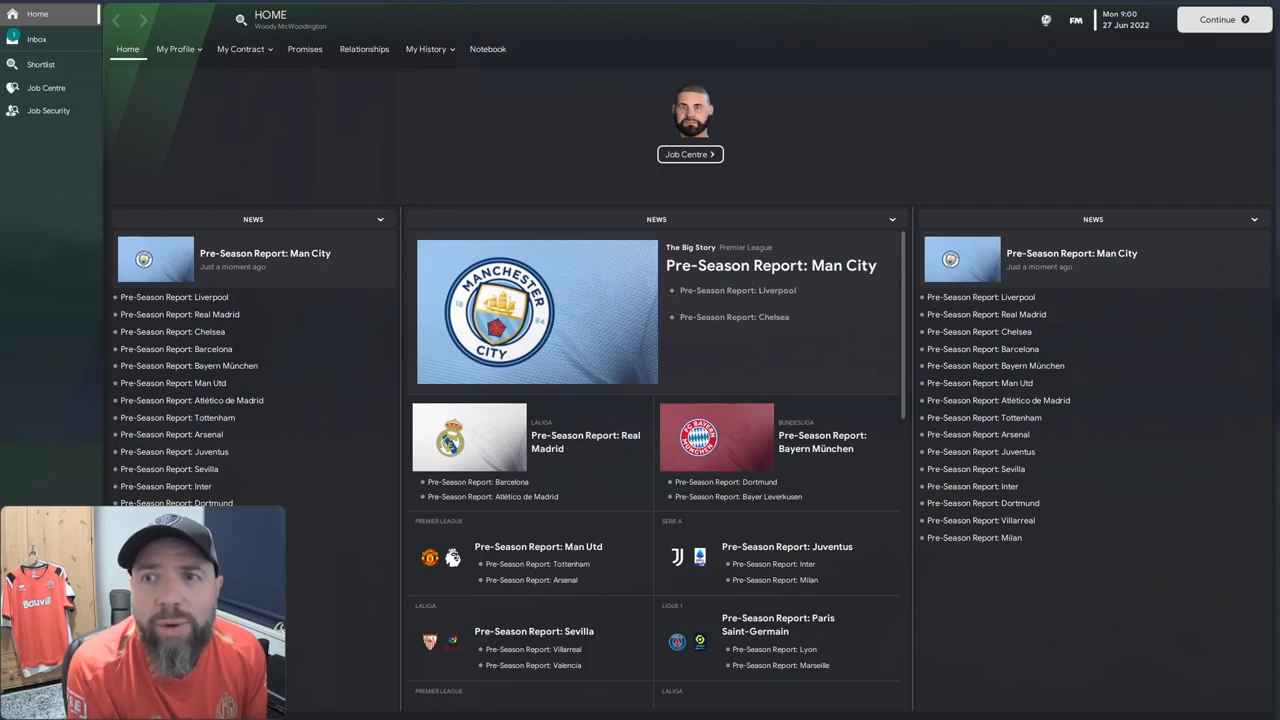 Home
1
Inbox
Shortlist
Job Centre
Job Security
HOME
Woody McWoodington
FM
Mon 9:00
27 Jun 2022
Continue
Home
My Profile
My Contract
Promises
Relationships
My History
Notebook
Job Centre
NEWS
Pre-Season Report: Man City
Just a moment ago
Pre-Season Report: Liverpool
Pre-Season Report: Real Madrid
Pre-Season Report: Chelsea
Pre-Season Report: Barcelona
Pre-Season Report: Bayern München
Pre-Season Report: Man Utd
Pre-Season Report: Atlético de Madrid
Pre-Season Report: Tottenham
Pre-Season Report: Arsenal
Pre-Season Report: Juventus
Pre-Season Report: Sevilla
Pre-Season Report: Inter
Pre-Season Report: Dortmund
NEWS
MANCHESTER
18 94
CITY
The Big Story Premier League
Pre-Season Report: Man City
Pre-Season Report: Liverpool
Pre-Season Report: Chelsea
LALIGA
Pre-Season Report: Real
Madrid
Pre-Season Report: Barcelona
Pre-Season Report: Atlético de Madrid
FC BAYERN
MÜNCHEN
BUNDESLIGA
Pre-Season Report:
Bayern München
Pre-Season Report: Dortmund
Pre-Season Report: Bayer Leverkusen
PREMIER LEAGUE
Pre-Season Report: Man Utd
Pre-Season Report: Tottenham
Pre-Season Report: Arsenal
SERIE A
Pre-Season Report: Juventus
Pre-Season Report: Inter
Pre-Season Report: Milan
LALIGA
Pre-Season Report: Sevilla
Pre-Season Report: Villarreal
Pre-Season Report: Valencia
LIGUE 1
Pre-Season Report: Paris
Saint-Germain
Pre-Season Report: Lyon
Pre-Season Report: Marseille
PREMIER LEAGUE
LALIGA
NEWS
Pre-Season Report: Man City
Just a moment ago
Pre-Season Report: Liverpool
Pre-Season Report: Real Madrid
Pre-Season Report: Chelsea
Pre-Season Report: Barcelona
Pre-Season Report: Bayern München
Pre-Season Report: Man Utd
Pre-Season Report: Atlético de Madrid
Pre-Season Report: Tottenham
Pre-Season Report: Arsenal
Pre-Season Report: Juventus
Pre-Season Report: Sevilla
Pre-Season Report: Inter
Pre-Season Report: Dortmund
Pre-Season Report: Villarreal
Pre-Season Report: Milan
Bauvill